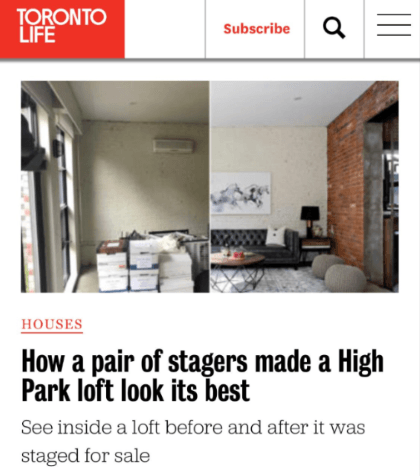 TORONTO
LIFE
Subscribe
HOUSES
How a pair of stagers made a High
Park loft look its best
See inside a loft before and after it was
staged for sale